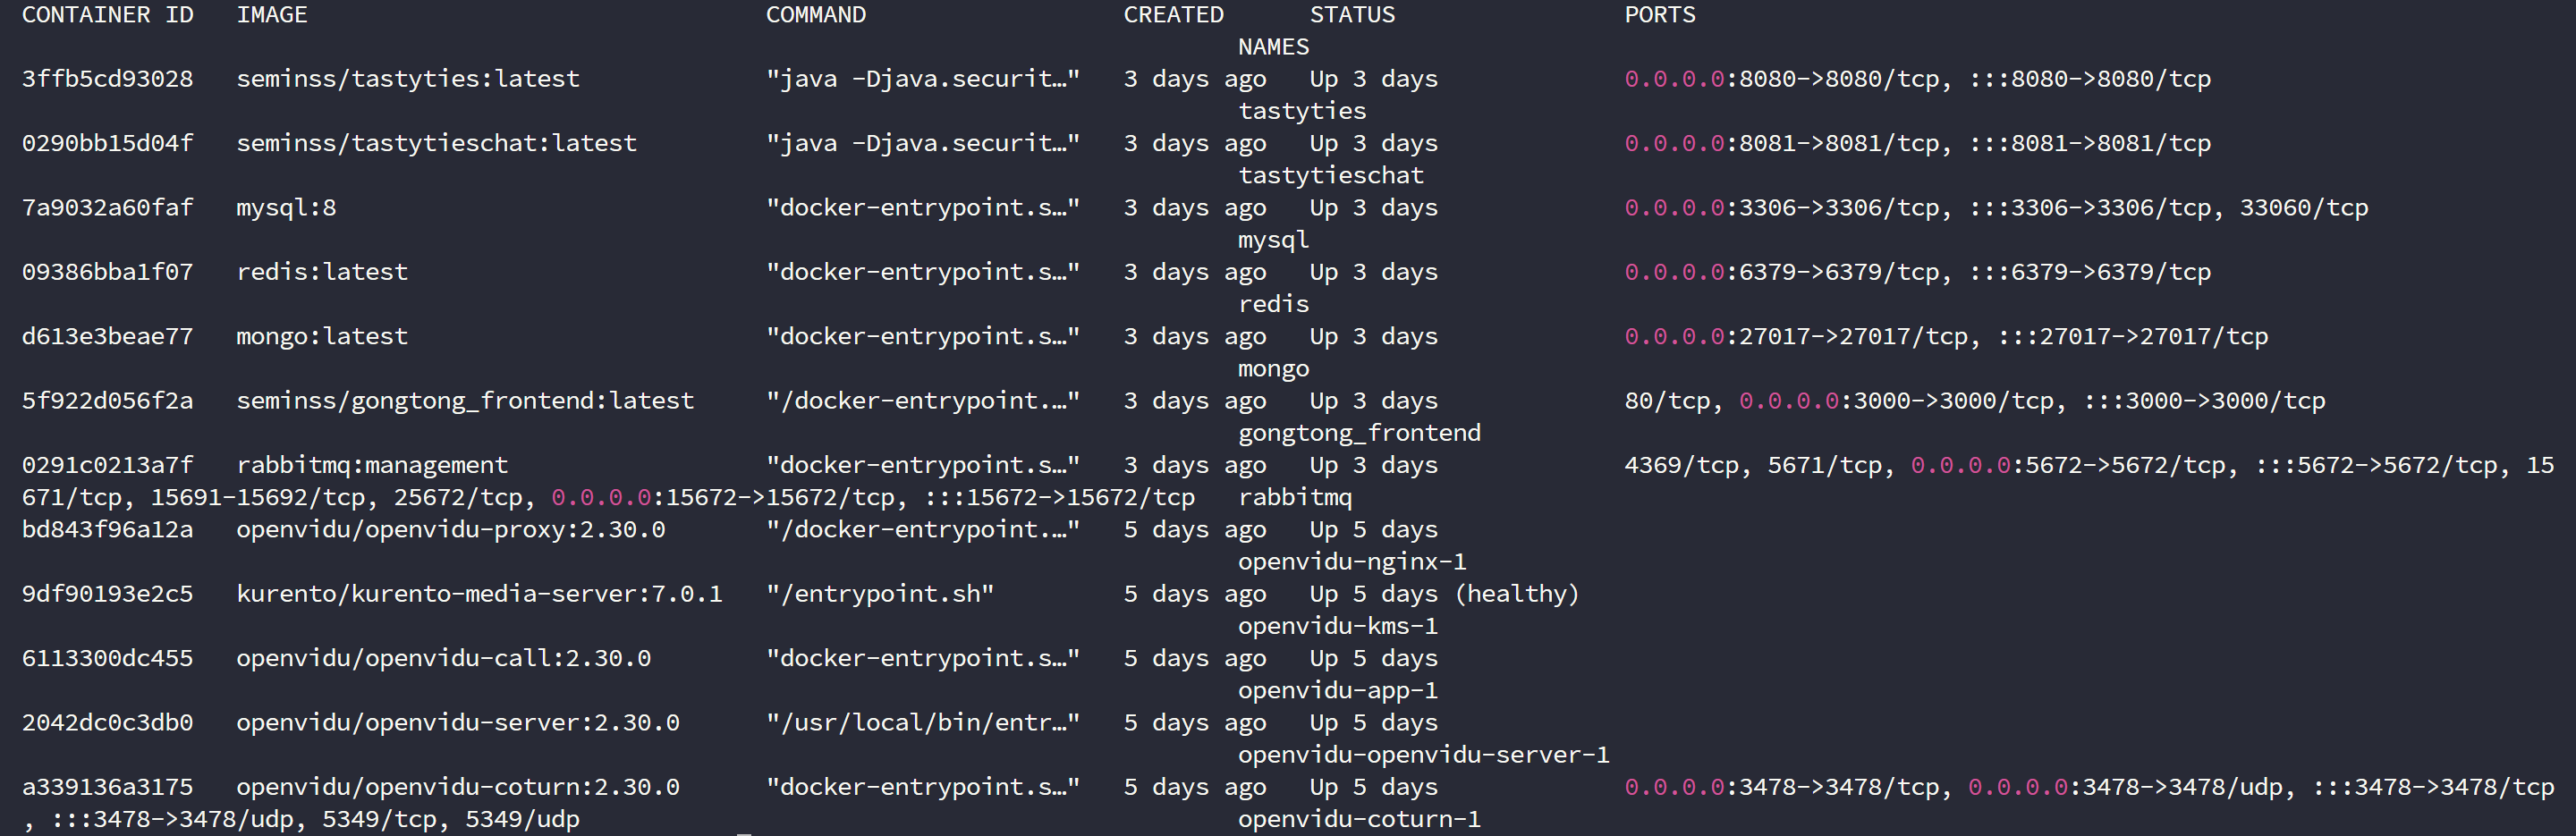 CONTAINER ID   IMAGE                                COMMAND                  CREATED      STATUS                PORTS
NAMES
3ffb5cd93028   seminss/tastyties:latest             "java -Djava.securit…"   3 days ago   Up 3 days             0.0.0.0:8080->8080/tcp, :::8080->8080/tcp
tastyties
0290bb15d04f   seminss/tastytieschat:latest         "java -Djava.securit…"   3 days ago   Up 3 days             0.0.0.0:8081->8081/tcp, :::8081->8081/tcp
tastytieschat
7a9032a60faf   mysql:8                              "docker-entrypoint.s…"   3 days ago   Up 3 days             0.0.0.0:3306->3306/tcp, :::3306->3306/tcp, 33060/tcp
mysql
09386bba1f07   redis:latest                         "docker-entrypoint.s…"   3 days ago   Up 3 days             0.0.0.0:6379->6379/tcp, :::6379->6379/tcp
redis
d613e3beae77   mongo:latest                         "docker-entrypoint.s…"   3 days ago   Up 3 days             0.0.0.0:27017->27017/tcp, :::27017->27017/tcp
mongo
5f922d056f2a   seminss/gongtong_frontend:latest     "/docker-entrypoint.…"   3 days ago   Up 3 days             80/tcp, 0.0.0.0:3000->3000/tcp, :::3000->3000/tcp
gongtong_frontend
0291c0213a7f   rabbitmq:management                  "docker-entrypoint.s…"   3 days ago   Up 3 days             4369/tcp, 5671/tcp, 0.0.0.0:5672->5672/tcp, :::5672->5672/tcp, 15
671/tcp, 15691-15692/tcp, 25672/tcp, 0.0.0.0:15672->15672/tcp, :::15672->15672/tcp   rabbitmq
bd843f96a12a   openvidu/openvidu-proxy:2.30.0       "/docker-entrypoint.…"   5 days ago   Up 5 days
openvidu-nginx-1
9df90193e2c5   kurento/kurento-media-server:7.0.1   "/entrypoint.sh"         5 days ago   Up 5 days (healthy)
openvidu-kms-1
6113300dc455   openvidu/openvidu-call:2.30.0        "docker-entrypoint.s…"   5 days ago   Up 5 days
openvidu-app-1
2042dc0c3db0   openvidu/openvidu-server:2.30.0      "/usr/local/bin/entr…"   5 days ago   Up 5 days
openvidu-openvidu-server-1
a339136a3175   openvidu/openvidu-coturn:2.30.0      "docker-entrypoint.s…"   5 days ago   Up 5 days             0.0.0.0:3478->3478/tcp, 0.0.0.0:3478->3478/udp, :::3478->3478/tcp
, :::3478->3478/udp, 5349/tcp, 5349/udp                                              openvidu-coturn-1